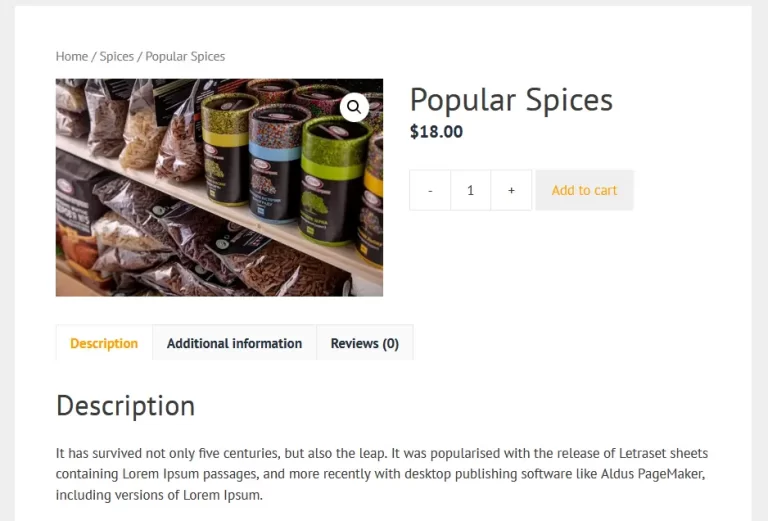 Home / Spices / Popular Spices
Popular Spices
$18.00
- 1 + Add to cart
Description Additional information Reviews (0)
Description
It has survived not only five centuries, but also the leap. It was popularised with the release of Letraset sheets
containing Lorem Ipsum passages, and more recently with desktop publishing software like Aldus PageMaker,
including versions of Lorem Ipsum.